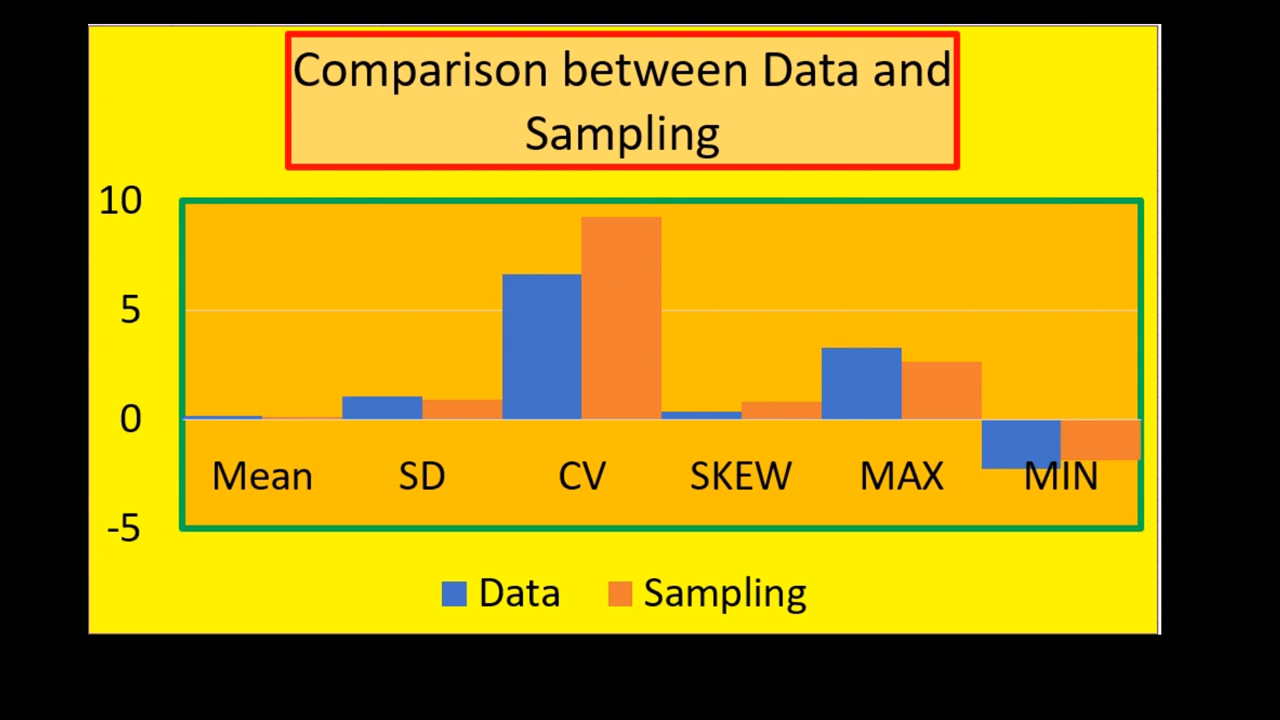 Comparison between Data and
Sampling
10
5
0
-5
Mean SD CV SKEW MAX MIN
Data Sampling